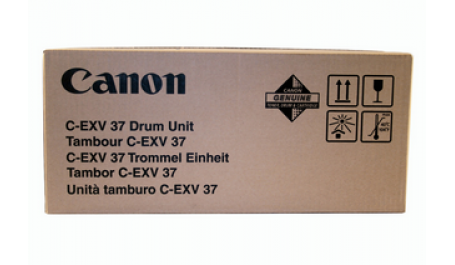 Canon
C-EXV 37 Drum Unit
Tambour C-EXV 37
C-EXV 37 Trommel Einheit
Tambor C-EXV 37
Unità tamburo C-EXV 37
CANON
GENUINE